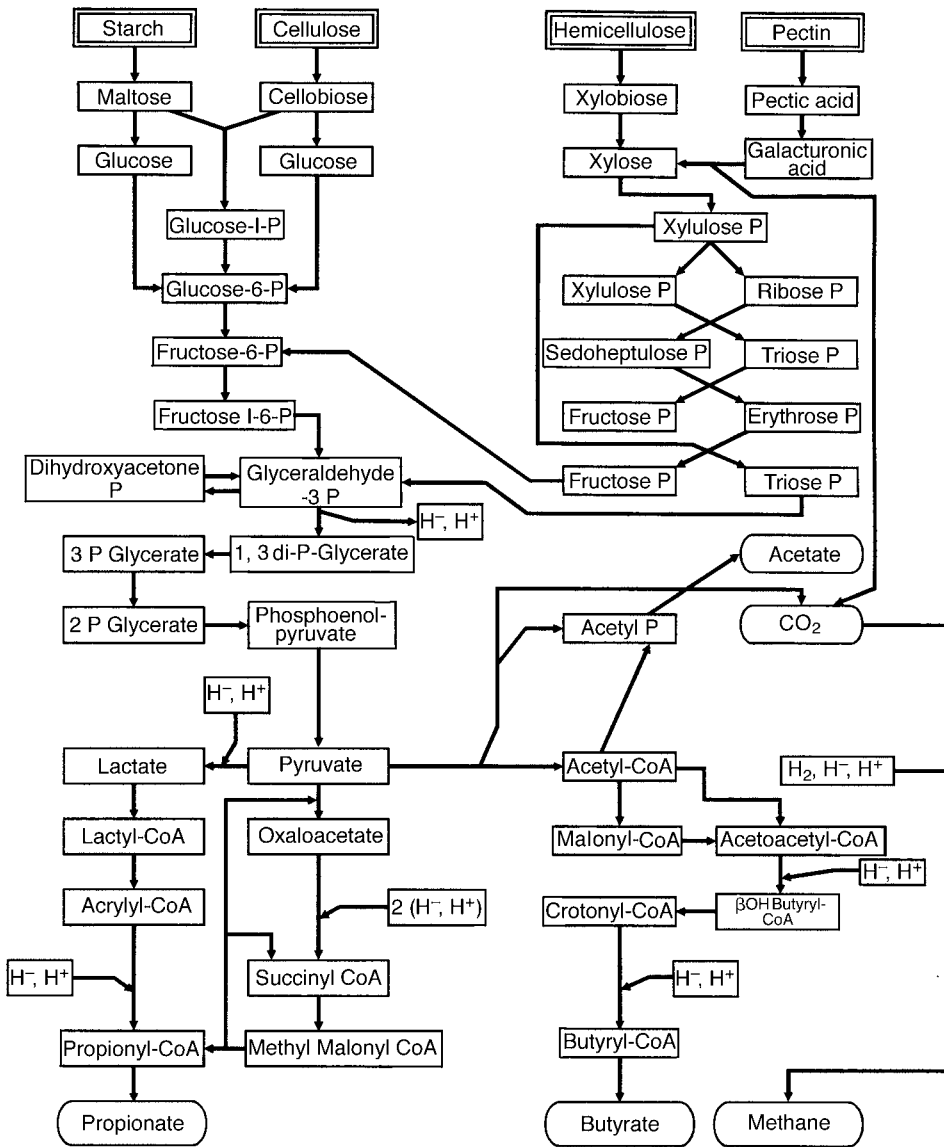 Starch
Cellulose
Hemicellulose
Pectin
Maltose
Cellobiose
Xylobiose
Pectic acid
Glucose
Glucose
Xylose
Galacturonic
acid
Glucose-I-P
Xylulose P
Glucose-6-P
Xylulose P
Ribose P
Fructose-6-P
Sedoheptulose P
Triose P
Fructose I-6-P
Fructose P
Erythrose P
Dihydroxyacetone
P
Glyceraldehyde
-3 P
Fructose P
Triose P
H⁻, H⁺
3 P Glycerate
1, 3 di-P-Glycerate
Acetate
2 P Glycerate
Phosphoenol-
pyruvate
Acetyl P
CO₂
H⁻, H⁺
Lactate
Pyruvate
Acetyl-CoA
H₂, H⁻, H⁺
Lactyl-CoA
Oxaloacetate
Malonyl-CoA
Acetoacetyl-CoA
H⁻, H⁺
Acrylyl-CoA
2 (H⁻, H⁺)
Crotonyl-CoA
βOH Butyryl-
CoA
H⁻, H⁺
Succinyl CoA
H⁻, H⁺
Propionyl-CoA
Methyl Malonyl CoA
Butyryl-CoA
Propionate
Butyrate
Methane